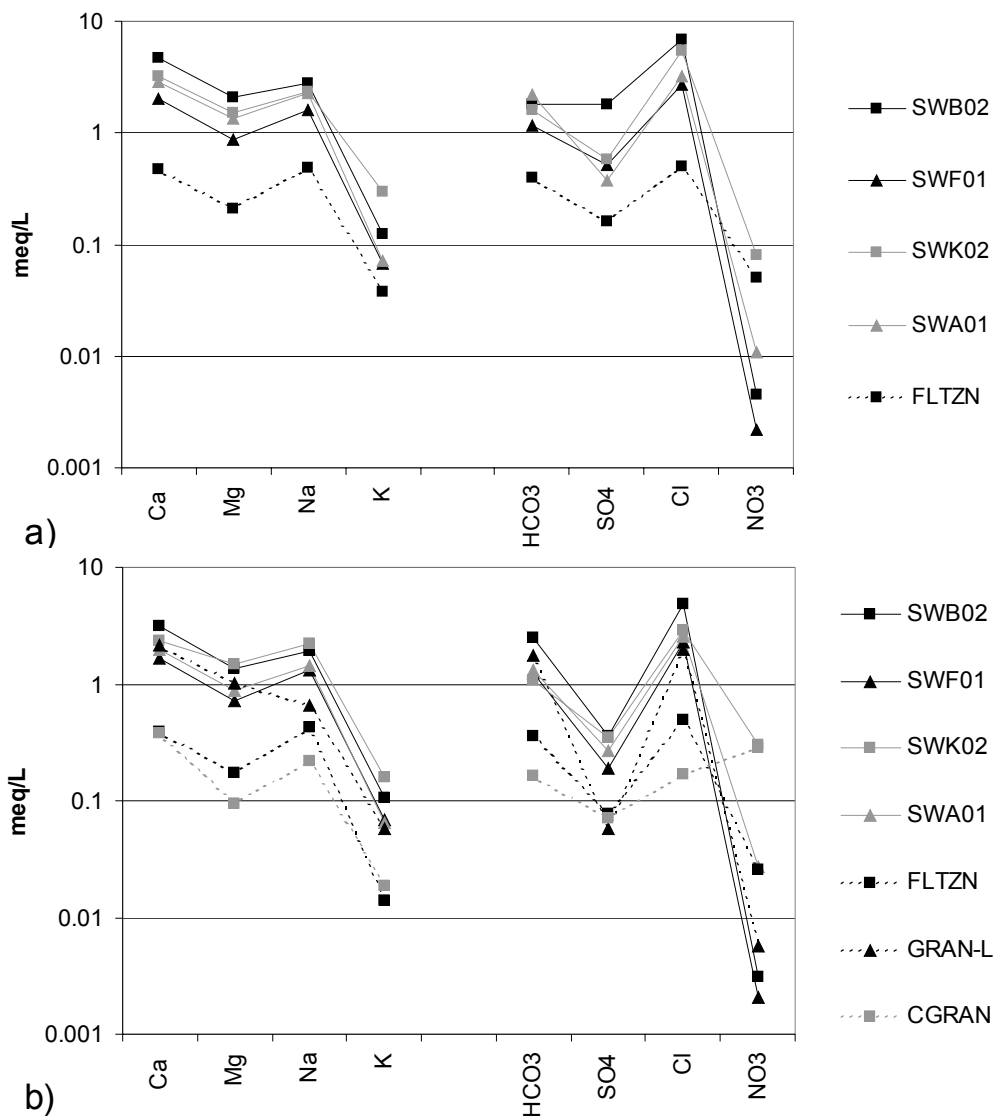 10
1
0.1
0.01
0.001
meq/L
Ca
Mg
Na
K
HCO3
SO4
Cl
NO3
SWB02
SWF01
SWK02
SWA01
FLTZN
a)
10
1
0.1
0.01
0.001
meq/L
Ca
Mg
Na
K
HCO3
SO4
Cl
NO3
SWB02
SWF01
SWK02
SWA01
FLTZN
GRAN-L
CGRAN
b)